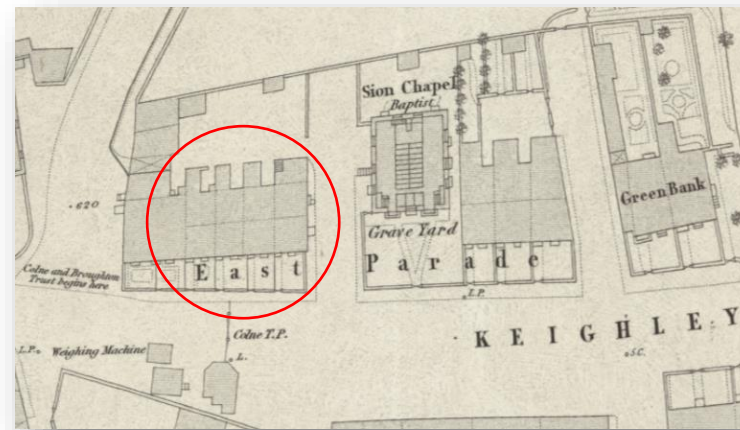 Sion Chapel
Baptist
Green Bank
. 620
Grave Yard
East Parade
Colne and Broughton
Trust begins here
L.P.
Colne T.P.
KEIGHLEY
L.P. Weighing Machine
L.
S.C.